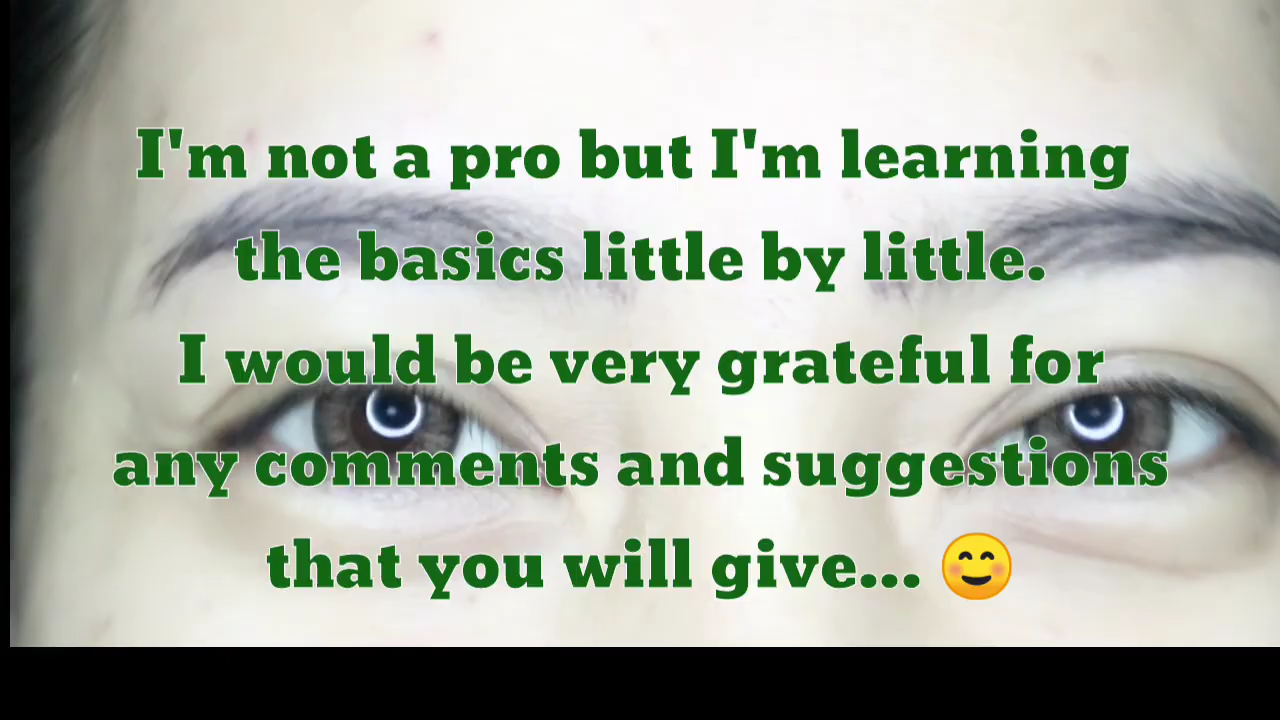 I'm not a pro but I'm learning
the basics little by little.
I would be very grateful for
any comments and suggestions
that you will give... 😊